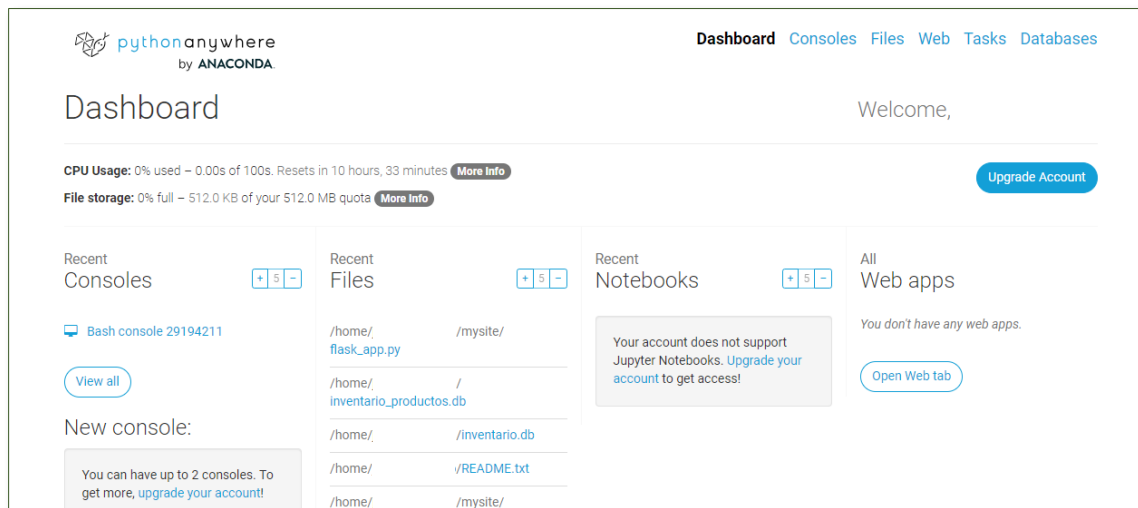 pythonanywhere
by ANACONDA.
Dashboard Consoles Files Web Tasks Databases
Dashboard
Welcome,
CPU Usage: 0% used – 0.00s of 100s. Resets in 10 hours, 33 minutes More Info
File storage: 0% full – 512.0 KB of your 512.0 MB quota More Info
Upgrade Account
Recent
Consoles
+ 5 −
Bash console 29194211
View all
New console:
You can have up to 2 consoles. To
get more, upgrade your account!
Recent
Files
+ 5 −
/home/ /mysite/
flask_app.py
/home/ /
inventario_productos.db
/home/ /inventario.db
/home/ /README.txt
/home/ /mysite/
Recent
Notebooks
+ 5 −
Your account does not support
Jupyter Notebooks. Upgrade your
account to get access!
All
Web apps
You don't have any web apps.
Open Web tab